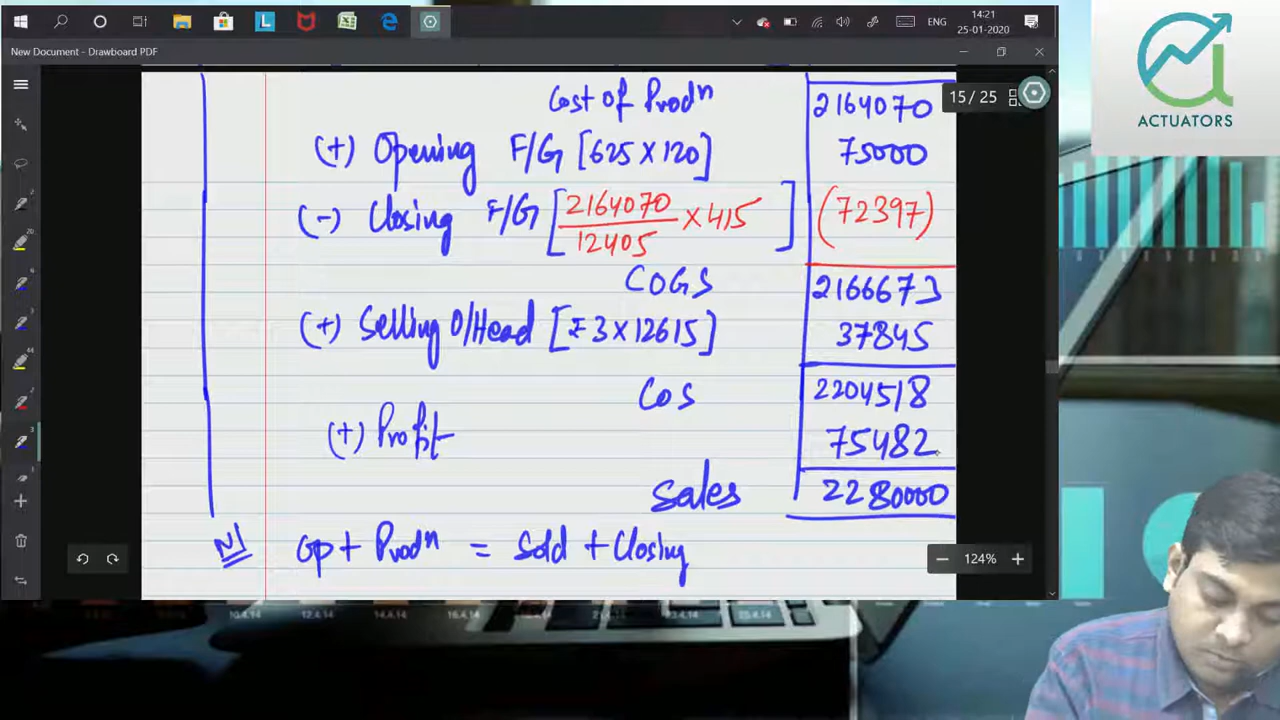 14:21
ENG
25-01-2020
New Document - Drawboard PDF
ACTUATORS
15 / 25
Cost of Prodn 2164070
(+) Opening F/G [625 X 120] 75000
(-) Closing F/G [2164070/12405 X 415] (72397)
COGS 2166673
(+) Selling O/Head [₹3 X 12615] 37845
COS 2204518
(+) Profit 75482
Sales 2280000
N1 Op + Prodn = Sold + Closing
124%